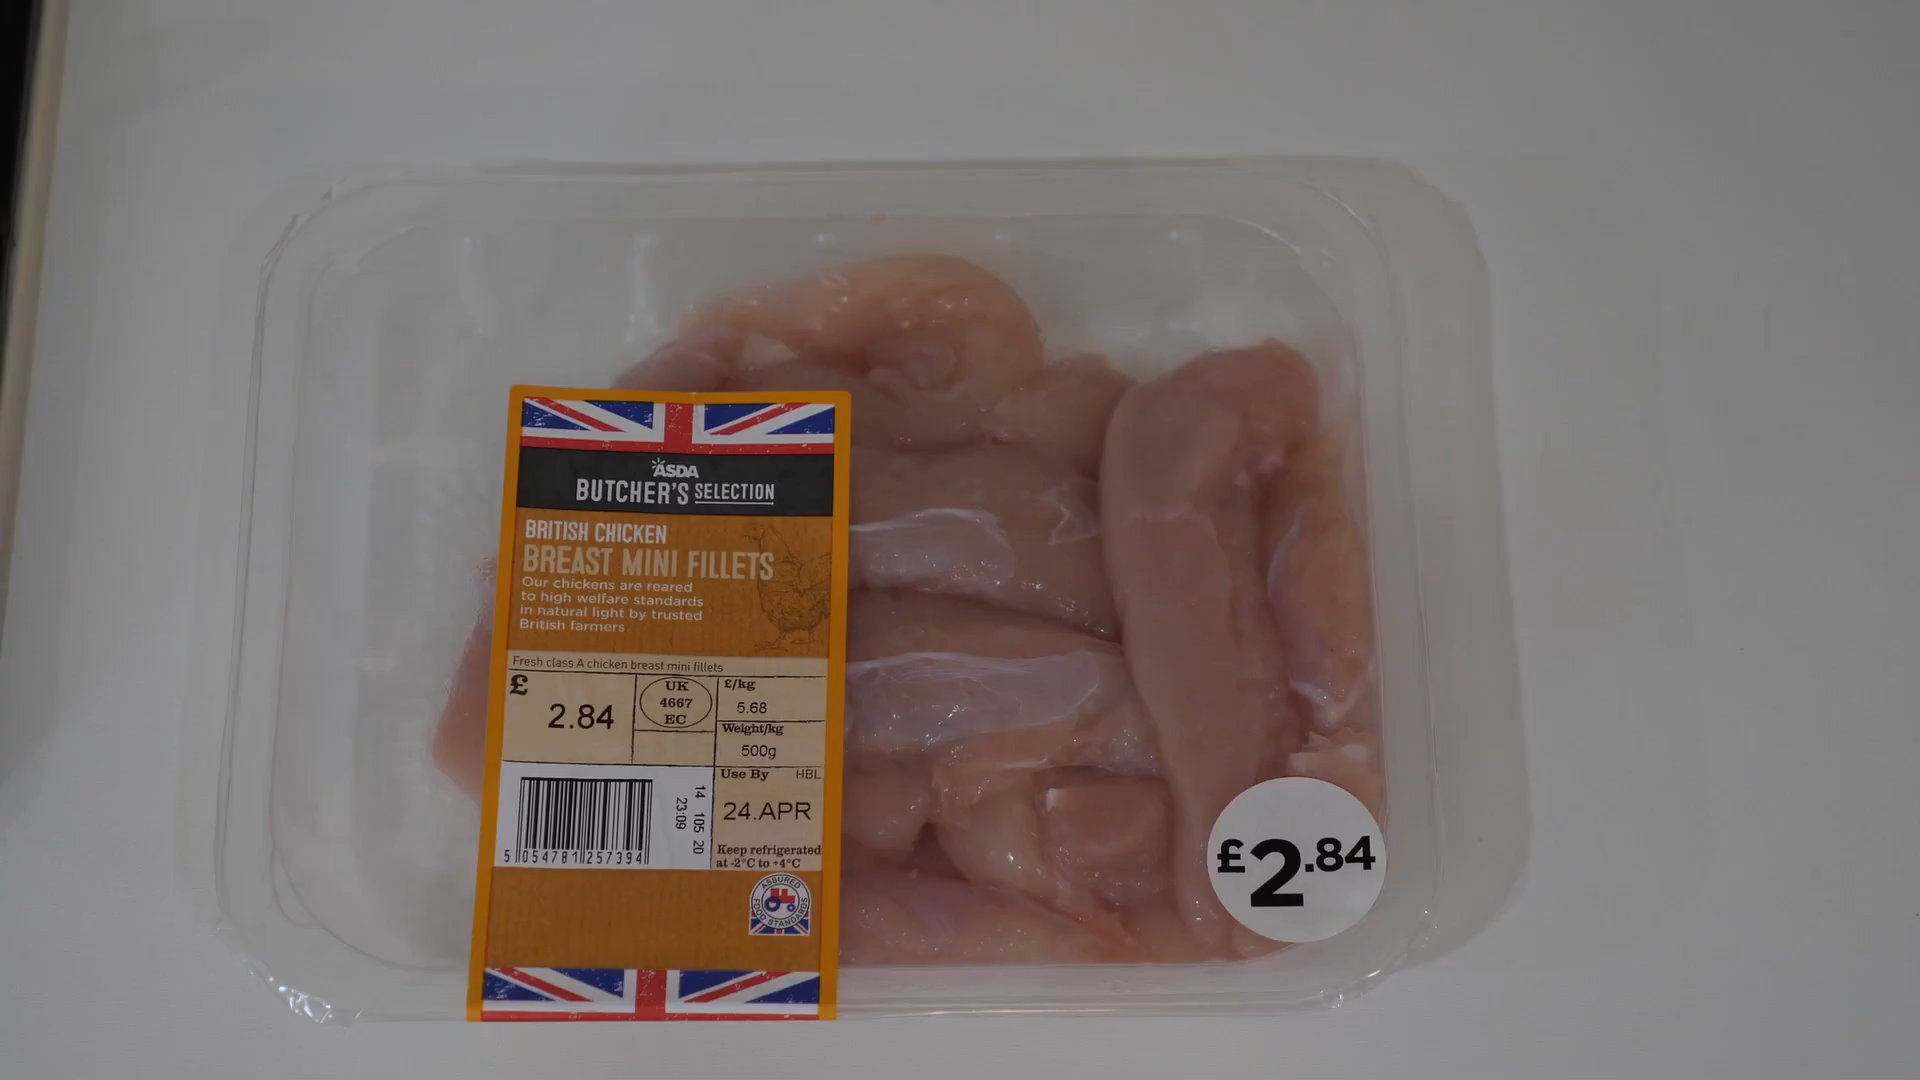 ASDA
BUTCHER'S SELECTION
BRITISH CHICKEN
BREAST MINI FILLETS
Our chickens are reared
to high welfare standards
in natural light by trusted
British farmers
Fresh class A chicken breast mini fillets
£
2.84
UK
4667
EC
£/kg
5.68
Weight/kg
500g
Use By HBL
24.APR
14 105 20
23:09
5 054781 257394
Keep refrigerated
at -2°C to +4°C
ASSURED
FOOD STANDARDS
£2.84